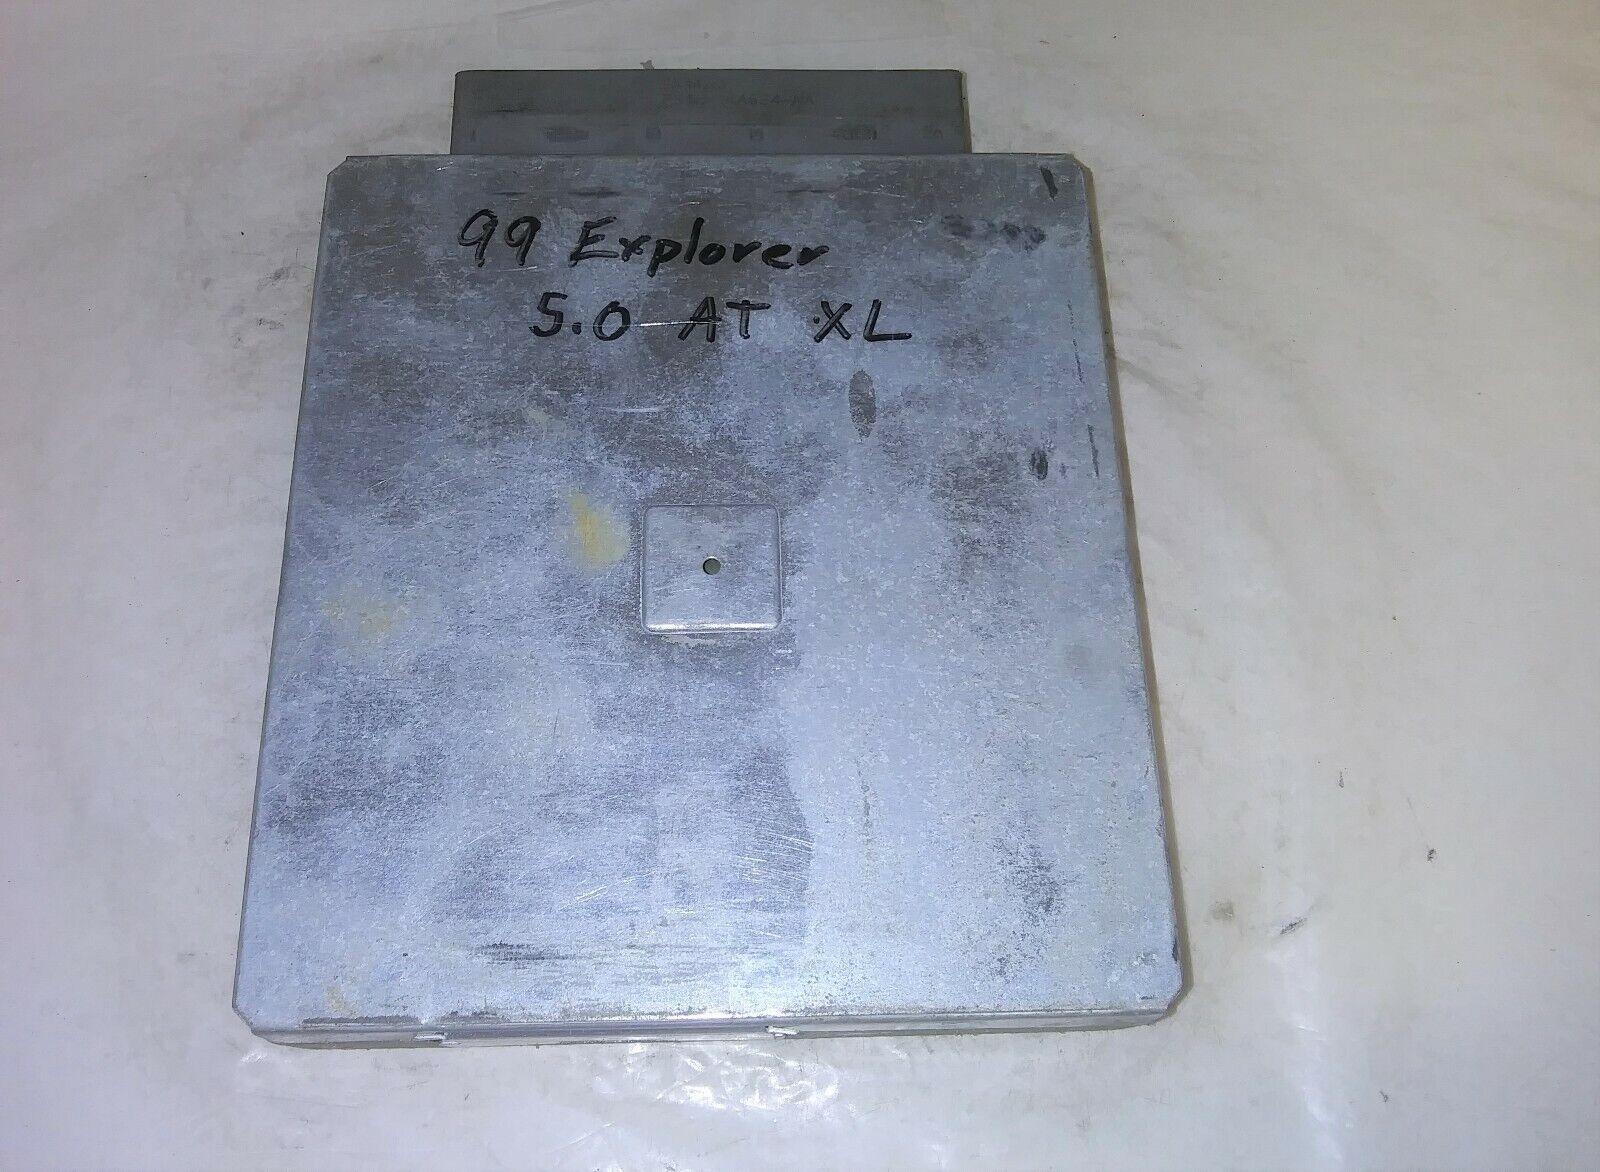 99 Explorer
5.0 AT XL